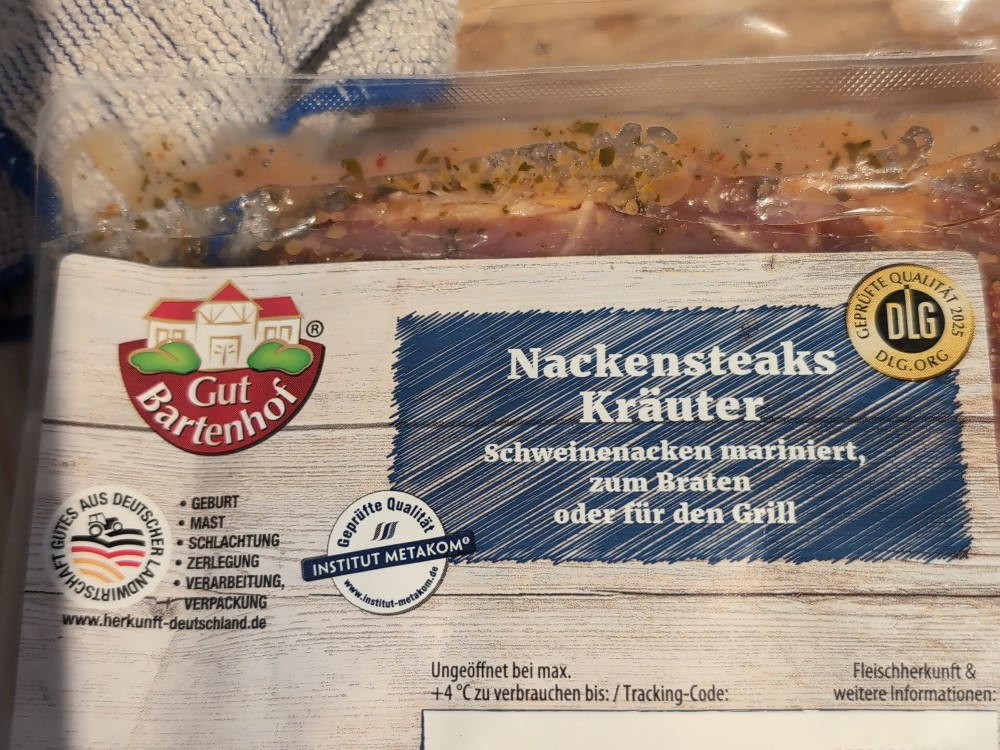 Gut
Bartenhof
®
Nackensteaks
Kräuter
Schweinenacken mariniert,
zum Braten
oder für den Grill
GEPRÜFTE QUALITÄT 2025
DLG
DLG.ORG
GUTES AUS DEUTSCHER LANDWIRTSCHAFT
• GEBURT
• MAST
• SCHLACHTUNG
• ZERLEGUNG
• VERARBEITUNG,
VERPACKUNG
www.herkunft-deutschland.de
Geprüfte Qualität
INSTITUT METAKOM®
www.institut-metakom.de
Ungeöffnet bei max.
+4 °C zu verbrauchen bis: / Tracking-Code:
Fleischherkunft &
weitere Informationen: